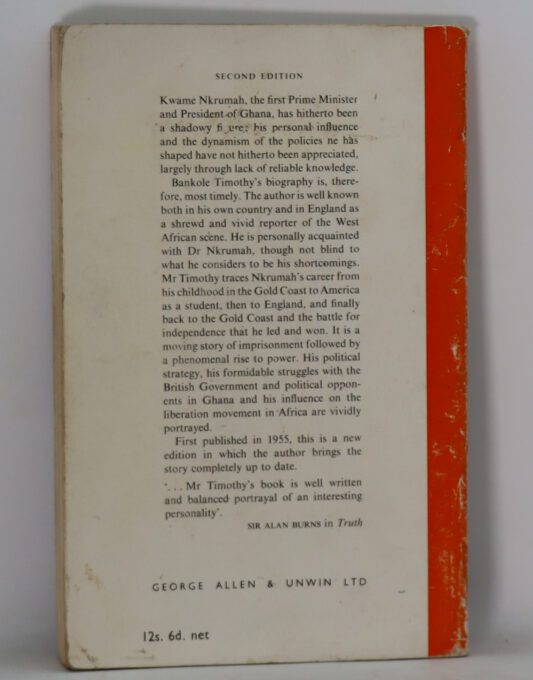 SECOND EDITION
Kwame Nkrumah, the first Prime Minister
and President of Ghana, has hitherto been
a shadowy figure; his personal influence
and the dynamism of the policies he has
shaped have not hitherto been appreciated,
largely through lack of reliable knowledge.
Bankole Timothy's biography is, there-
fore, most timely. The author is well known
both in his own country and in England as
a shrewd and vivid reporter of the West
African scene. He is personally acquainted
with Dr Nkrumah, though not blind to
what he considers to be his shortcomings.
Mr Timothy traces Nkrumah's career from
his childhood in the Gold Coast to America
as a student, then to England, and finally
back to the Gold Coast and the battle for
independence that he led and won. It is a
moving story of imprisonment followed by
a phenomenal rise to power. His political
strategy, his formidable struggles with the
British Government and political oppon-
ents in Ghana and his influence on the
liberation movement in Africa are vividly
portrayed.
First published in 1955, this is a new
edition in which the author brings the
story completely up to date.
'. . . Mr Timothy's book is well written
and balanced portrayal of an interesting
personality'.
SIR ALAN BURNS in Truth
GEORGE ALLEN & UNWIN LTD
12s. 6d. net